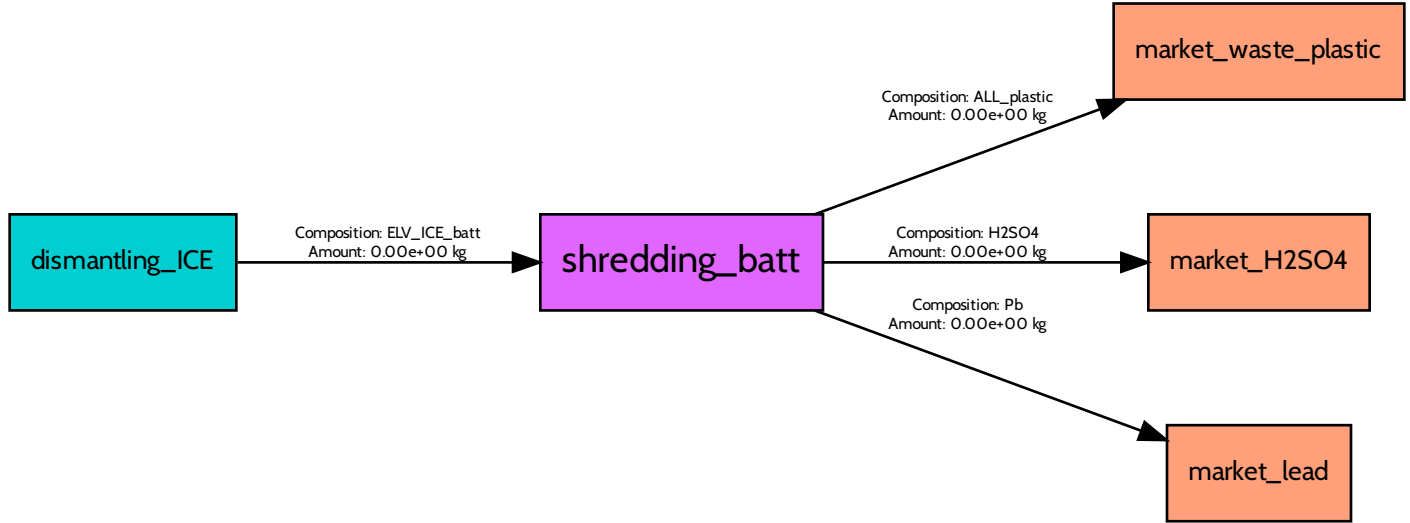 market_waste_plastic
Composition: ALL_plastic
Amount: 0.00e+00 kg
dismantling_ICE
Composition: ELV_ICE_batt
Amount: 0.00e+00 kg
shredding_batt
Composition: H2SO4
Amount: 0.00e+00 kg
market_H2SO4
Composition: Pb
Amount: 0.00e+00 kg
market_lead